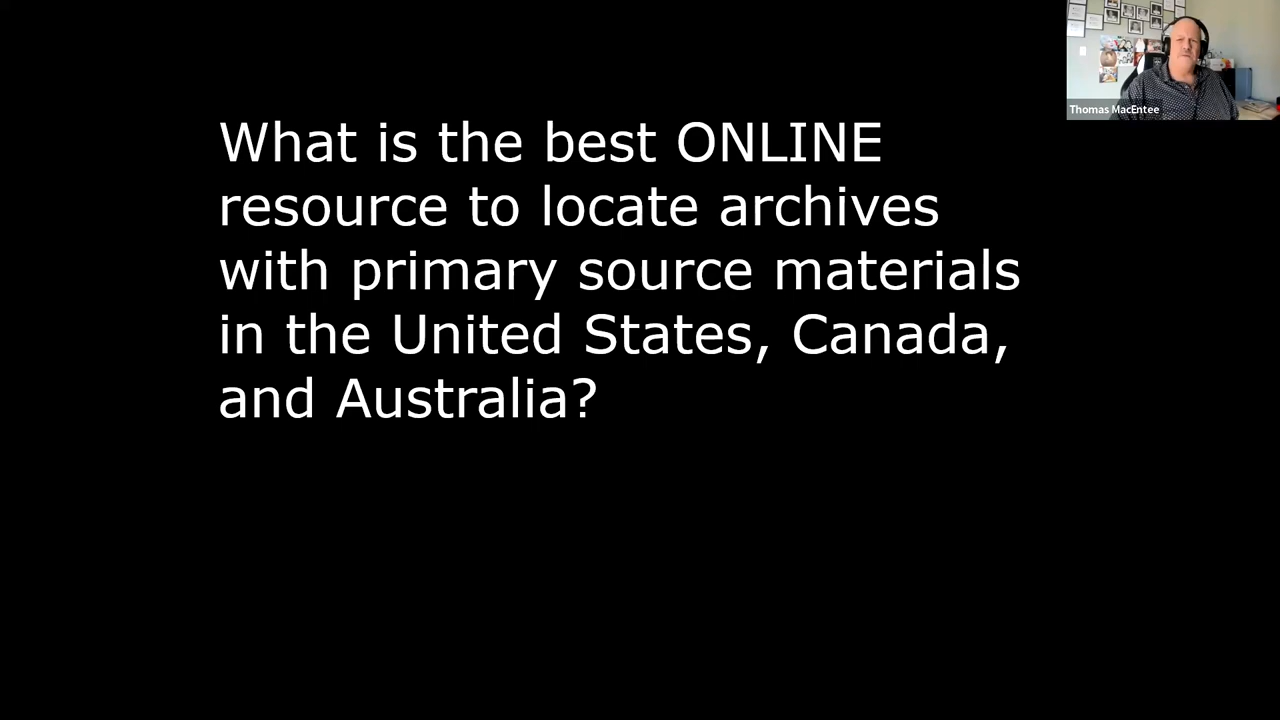 What is the best ONLINE
resource to locate archives
with primary source materials
in the United States, Canada,
and Australia?
Thomas MacEntee